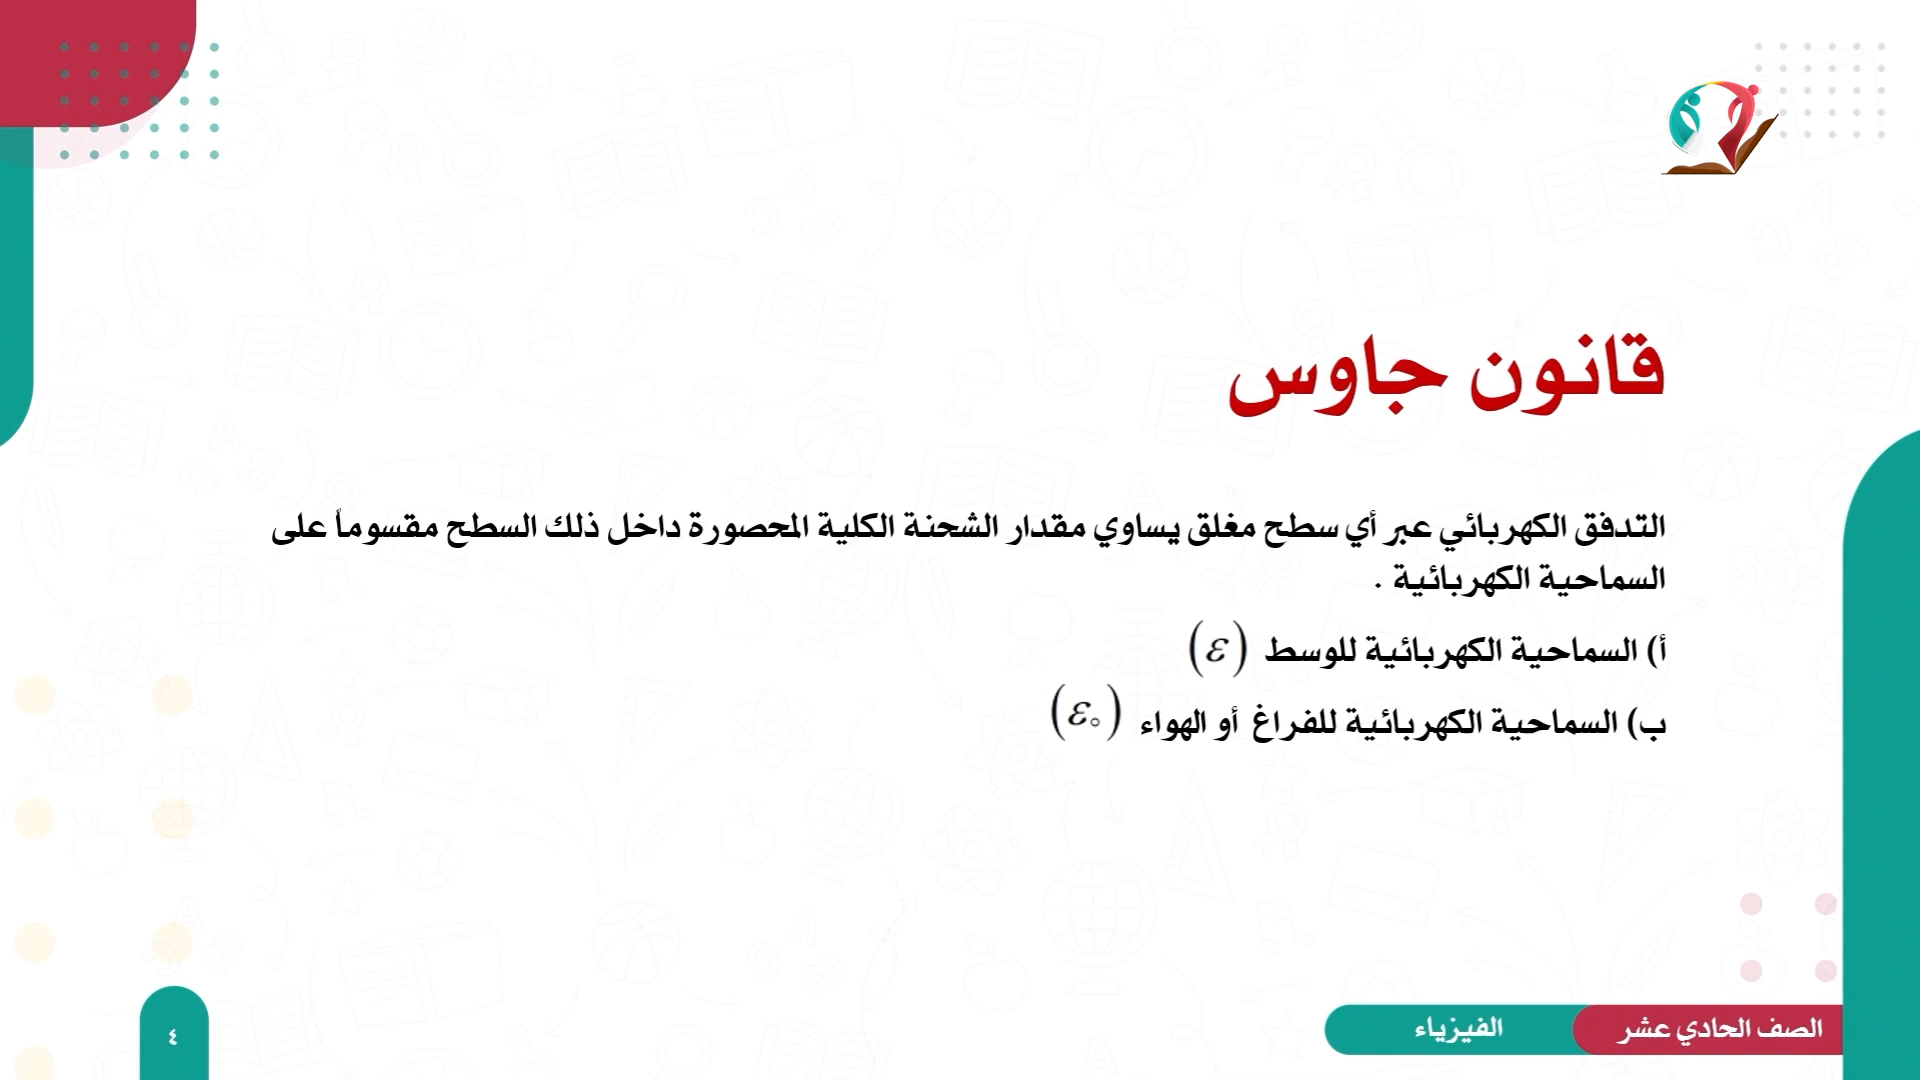 قانون جاوس
التدفق الكهربائي عبر أي سطح مغلق يساوي مقدار الشحنة الكلية المحصورة داخل ذلك السطح مقسوماً على
السماحية الكهربائية .
أ) السماحية الكهربائية للوسط (ε)
ب) السماحية الكهربائية للفراغ أو الهواء (ε∘)
الصف الحادي عشر
الفيزياء
٤